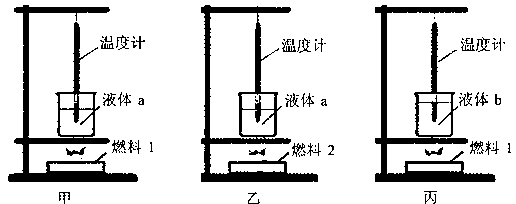 温度计
液体 a
燃料 1
甲
温度计
液体 a
燃料 2
乙
温度计
液体 b
燃料 1
丙